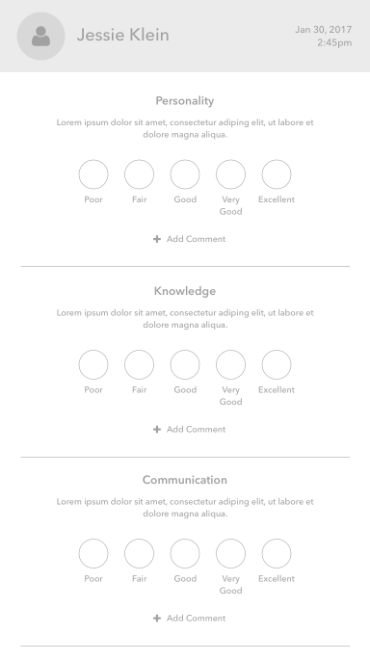 Jessie Klein
Jan 30, 2017
2:45pm
Personality
Lorem ipsum dolor sit amet, consectetur adiping elit, ut labore et
dolore magna aliqua.
Poor Fair Good Very Excellent
Good
+ Add Comment
Knowledge
Lorem ipsum dolor sit amet, consectetur adiping elit, ut labore et
dolore magna aliqua.
Poor Fair Good Very Excellent
Good
+ Add Comment
Communication
Lorem ipsum dolor sit amet, consectetur adiping elit, ut labore et
dolore magna aliqua.
Poor Fair Good Very Excellent
Good
+ Add Comment